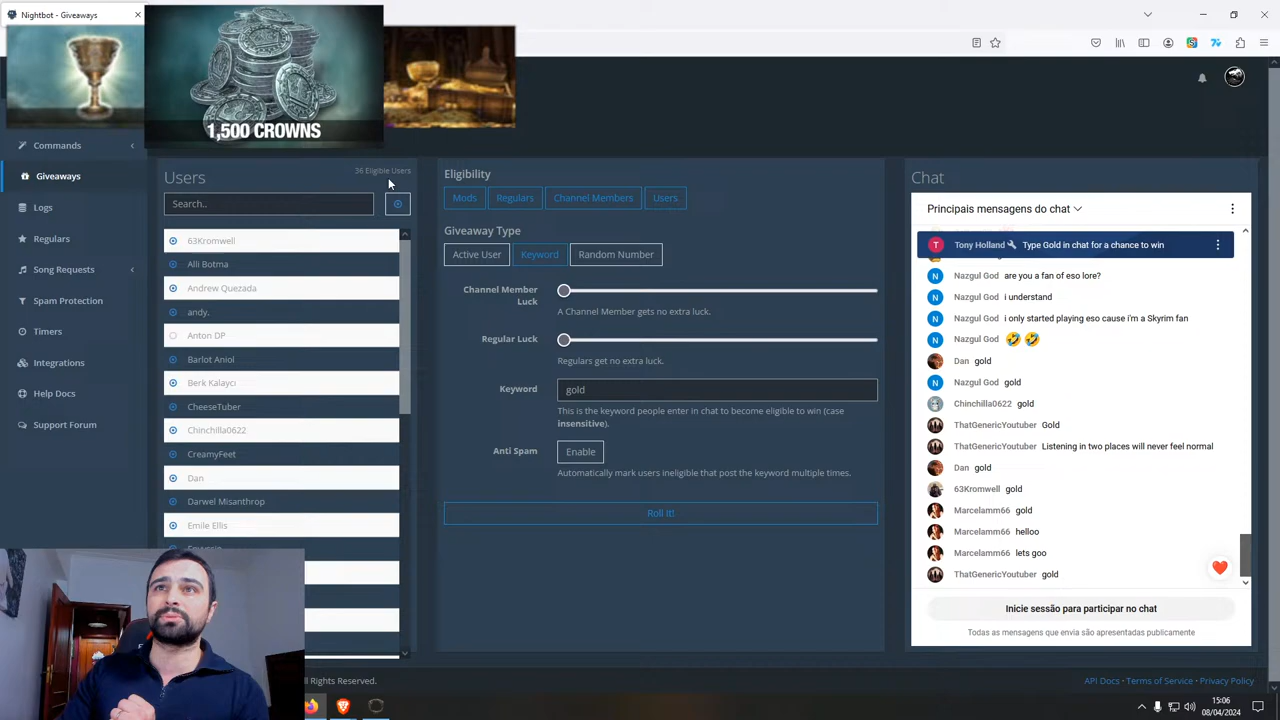 Nightbot - Giveaways
1,500 CROWNS
Commands
Giveaways
Logs
Regulars
Song Requests
Spam Protection
Timers
Integrations
Help Docs
Support Forum
Users
36 Eligible Users
Search..
63Kromwell
Alli Botma
Andrew Quezada
andy.
Anton DP
Barlot Aniol
Berk Kalaycı
CheeseTuber
Chinchilla0622
CreamyFeet
Dan
Darwel Misanthrop
Emile Ellis
Eligibility
Mods
Regulars
Channel Members
Users
Giveaway Type
Active User
Keyword
Random Number
Channel Member Luck
A Channel Member gets no extra luck.
Regular Luck
Regulars get no extra luck.
Keyword
gold
This is the keyword people enter in chat to become eligible to win (case
insensitive).
Anti Spam
Enable
Automatically mark users ineligible that post the keyword multiple times.
Roll It!
Chat
Principais mensagens do chat
T Tony Holland Type Gold in chat for a chance to win
N Nazgul God are you a fan of eso lore?
N Nazgul God i understand
N Nazgul God i only started playing eso cause i'm a Skyrim fan
N Nazgul God 🤣 🤣
Dan gold
N Nazgul God gold
Chinchilla0622 gold
ThatGenericYoutuber Gold
ThatGenericYoutuber Listening in two places will never feel normal
Dan gold
63Kromwell gold
Marcelamm66 gold
Marcelamm66 helloo
Marcelamm66 lets goo
ThatGenericYoutuber gold
Inicie sessão para participar no chat
Todas as mensagens que envia são apresentadas publicamente
ll Rights Reserved.
API Docs · Terms of Service · Privacy Policy
15:06
08/04/2024